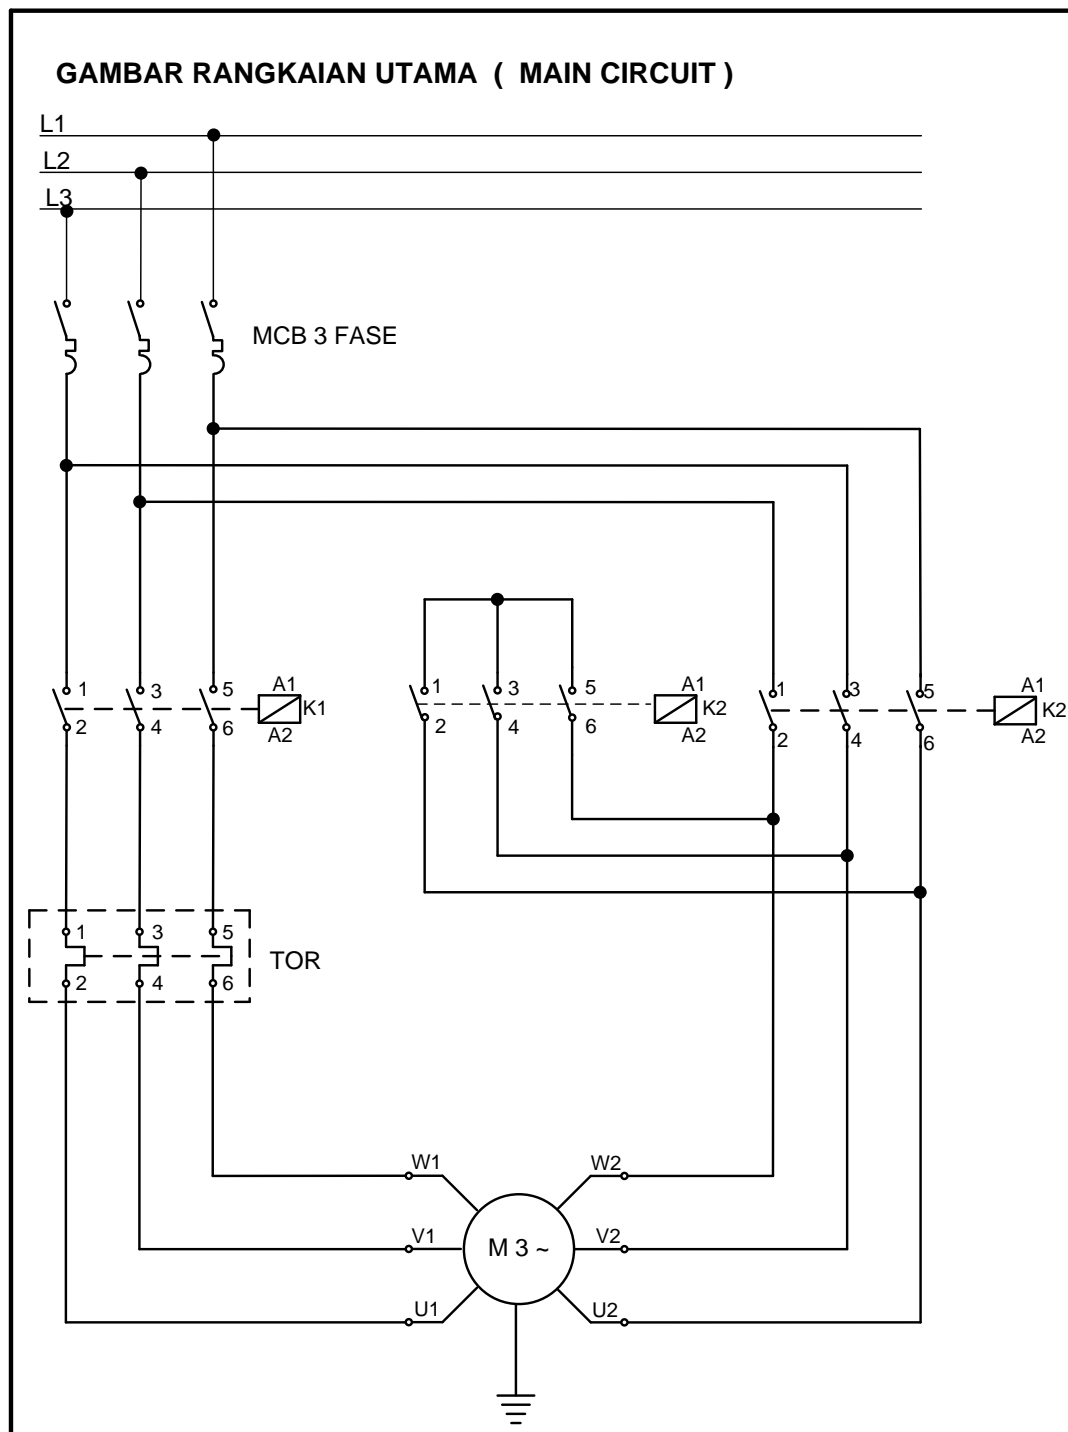 GAMBAR RANGKAIAN UTAMA ( MAIN CIRCUIT )
L1
L2
L3
MCB 3 FASE
1 3 5 A1 K1
2 4 6 A2
1 3 5 A1 K2
2 4 6 A2
1 3 5 A1 K2
2 4 6 A2
1 3 5
TOR
2 4 6
W1 W2
V1 M 3 ~ V2
U1 U2